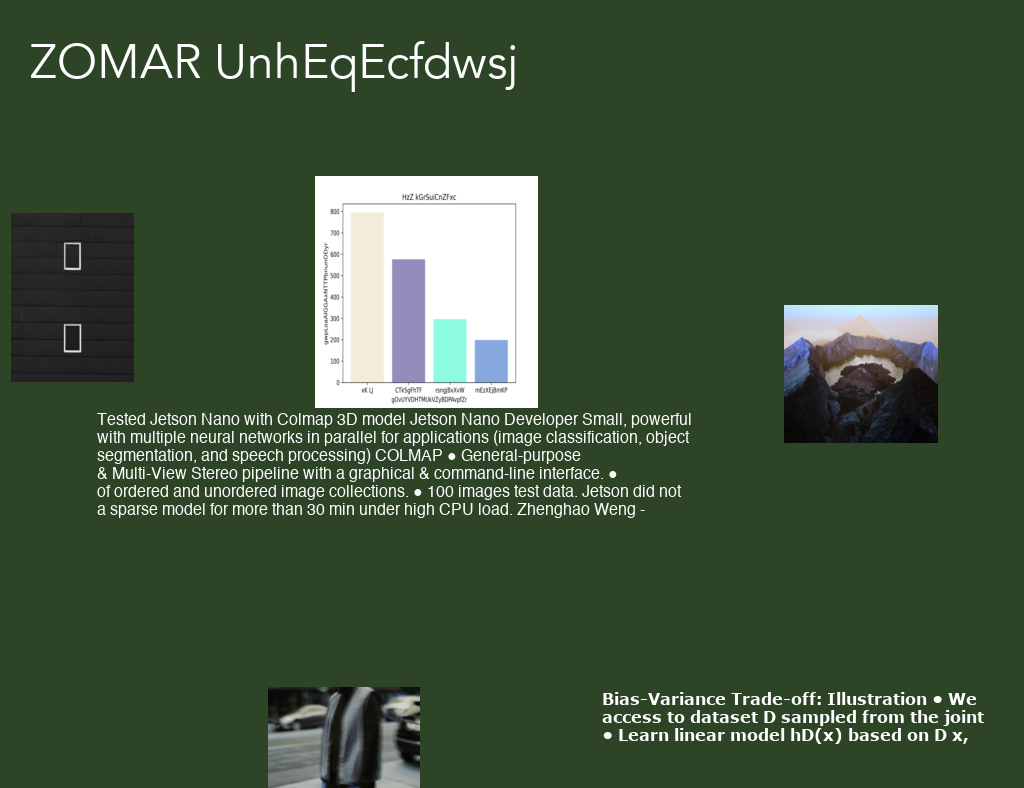 ZOMAR UnhEqEcfdwsj
HzZ kGrSuiCnZFxc
800
700
600
500
400
300
200
100
0
xK LJ CTkSgFhTF rsngjBxXvW mEzXEjBmKP
Tested Jetson Nano with Colmap 3D model Jetson Nano Developer Small, powerful
with multiple neural networks in parallel for applications (image classification, object
segmentation, and speech processing) COLMAP ● General-purpose
& Multi-View Stereo pipeline with a graphical & command-line interface. ●
of ordered and unordered image collections. ● 100 images test data. Jetson did not
a sparse model for more than 30 min under high CPU load. Zhenghao Weng -
Bias-Variance Trade-off: Illustration ● We
access to dataset D sampled from the joint
● Learn linear model hD(x) based on D x,